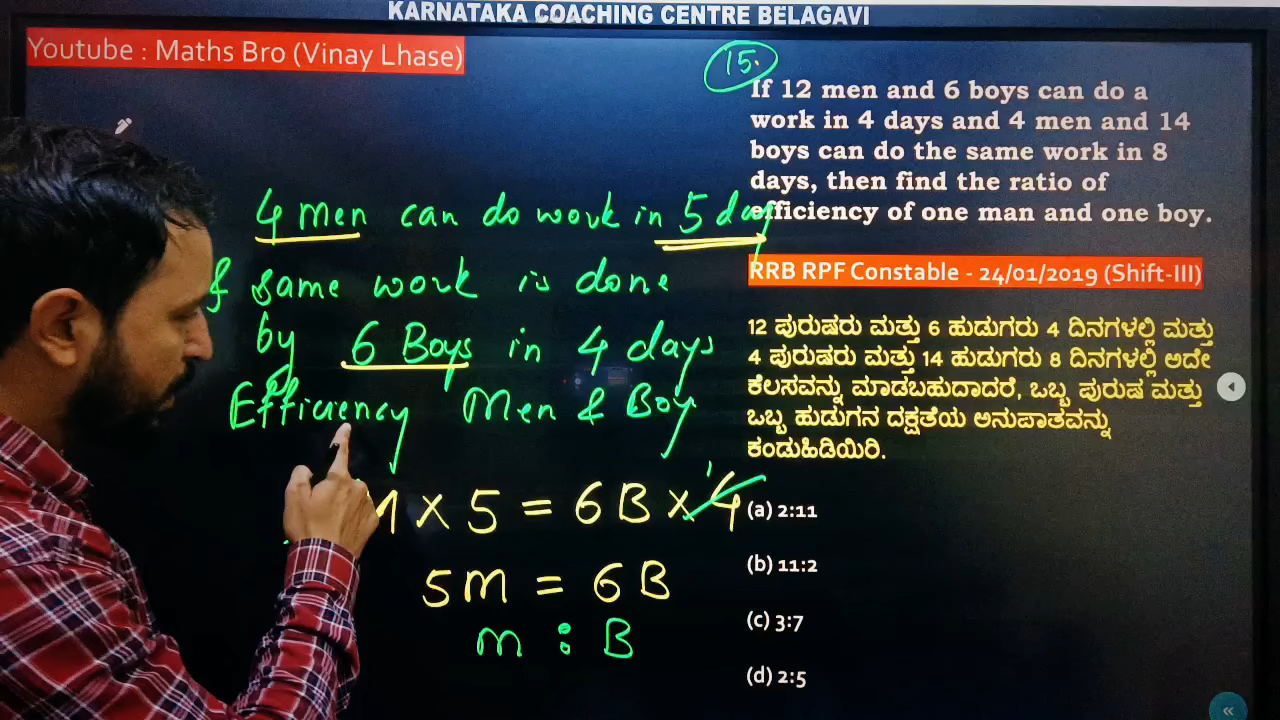 KARNATAKA COACHING CENTRE BELAGAVI
Youtube : Maths Bro (Vinay Lhase)
15.
If 12 men and 6 boys can do a
work in 4 days and 4 men and 14
boys can do the same work in 8
days, then find the ratio of
efficiency of one man and one boy.
RRB RPF Constable - 24/01/2019 (Shift-III)
12 ಪುರುಷರು ಮತ್ತು 6 ಹುಡುಗರು 4 ದಿನಗಳಲ್ಲಿ ಮತ್ತು
4 ಪುರುಷರು ಮತ್ತು 14 ಹುಡುಗರು 8 ದಿನಗಳಲ್ಲಿ ಅದೇ
ಕೆಲಸವನ್ನು ಮಾಡಬಹುದಾದರೆ, ಒಬ್ಬ ಪುರುಷ ಮತ್ತು
ಒಬ್ಬ ಹುಡುಗನ ದಕ್ಷತೆಯ ಅನುಪಾತವನ್ನು
ಕಂಡುಹಿಡಿಯಿರಿ.
(a) 2:11
(b) 11:2
(c) 3:7
(d) 2:5
4 Men can do work in 5 day
& same work is done
by 6 Boys in 4 days
Efficiency Men & Boy
M × 5 = 6B × 4
5M = 6B
M : B